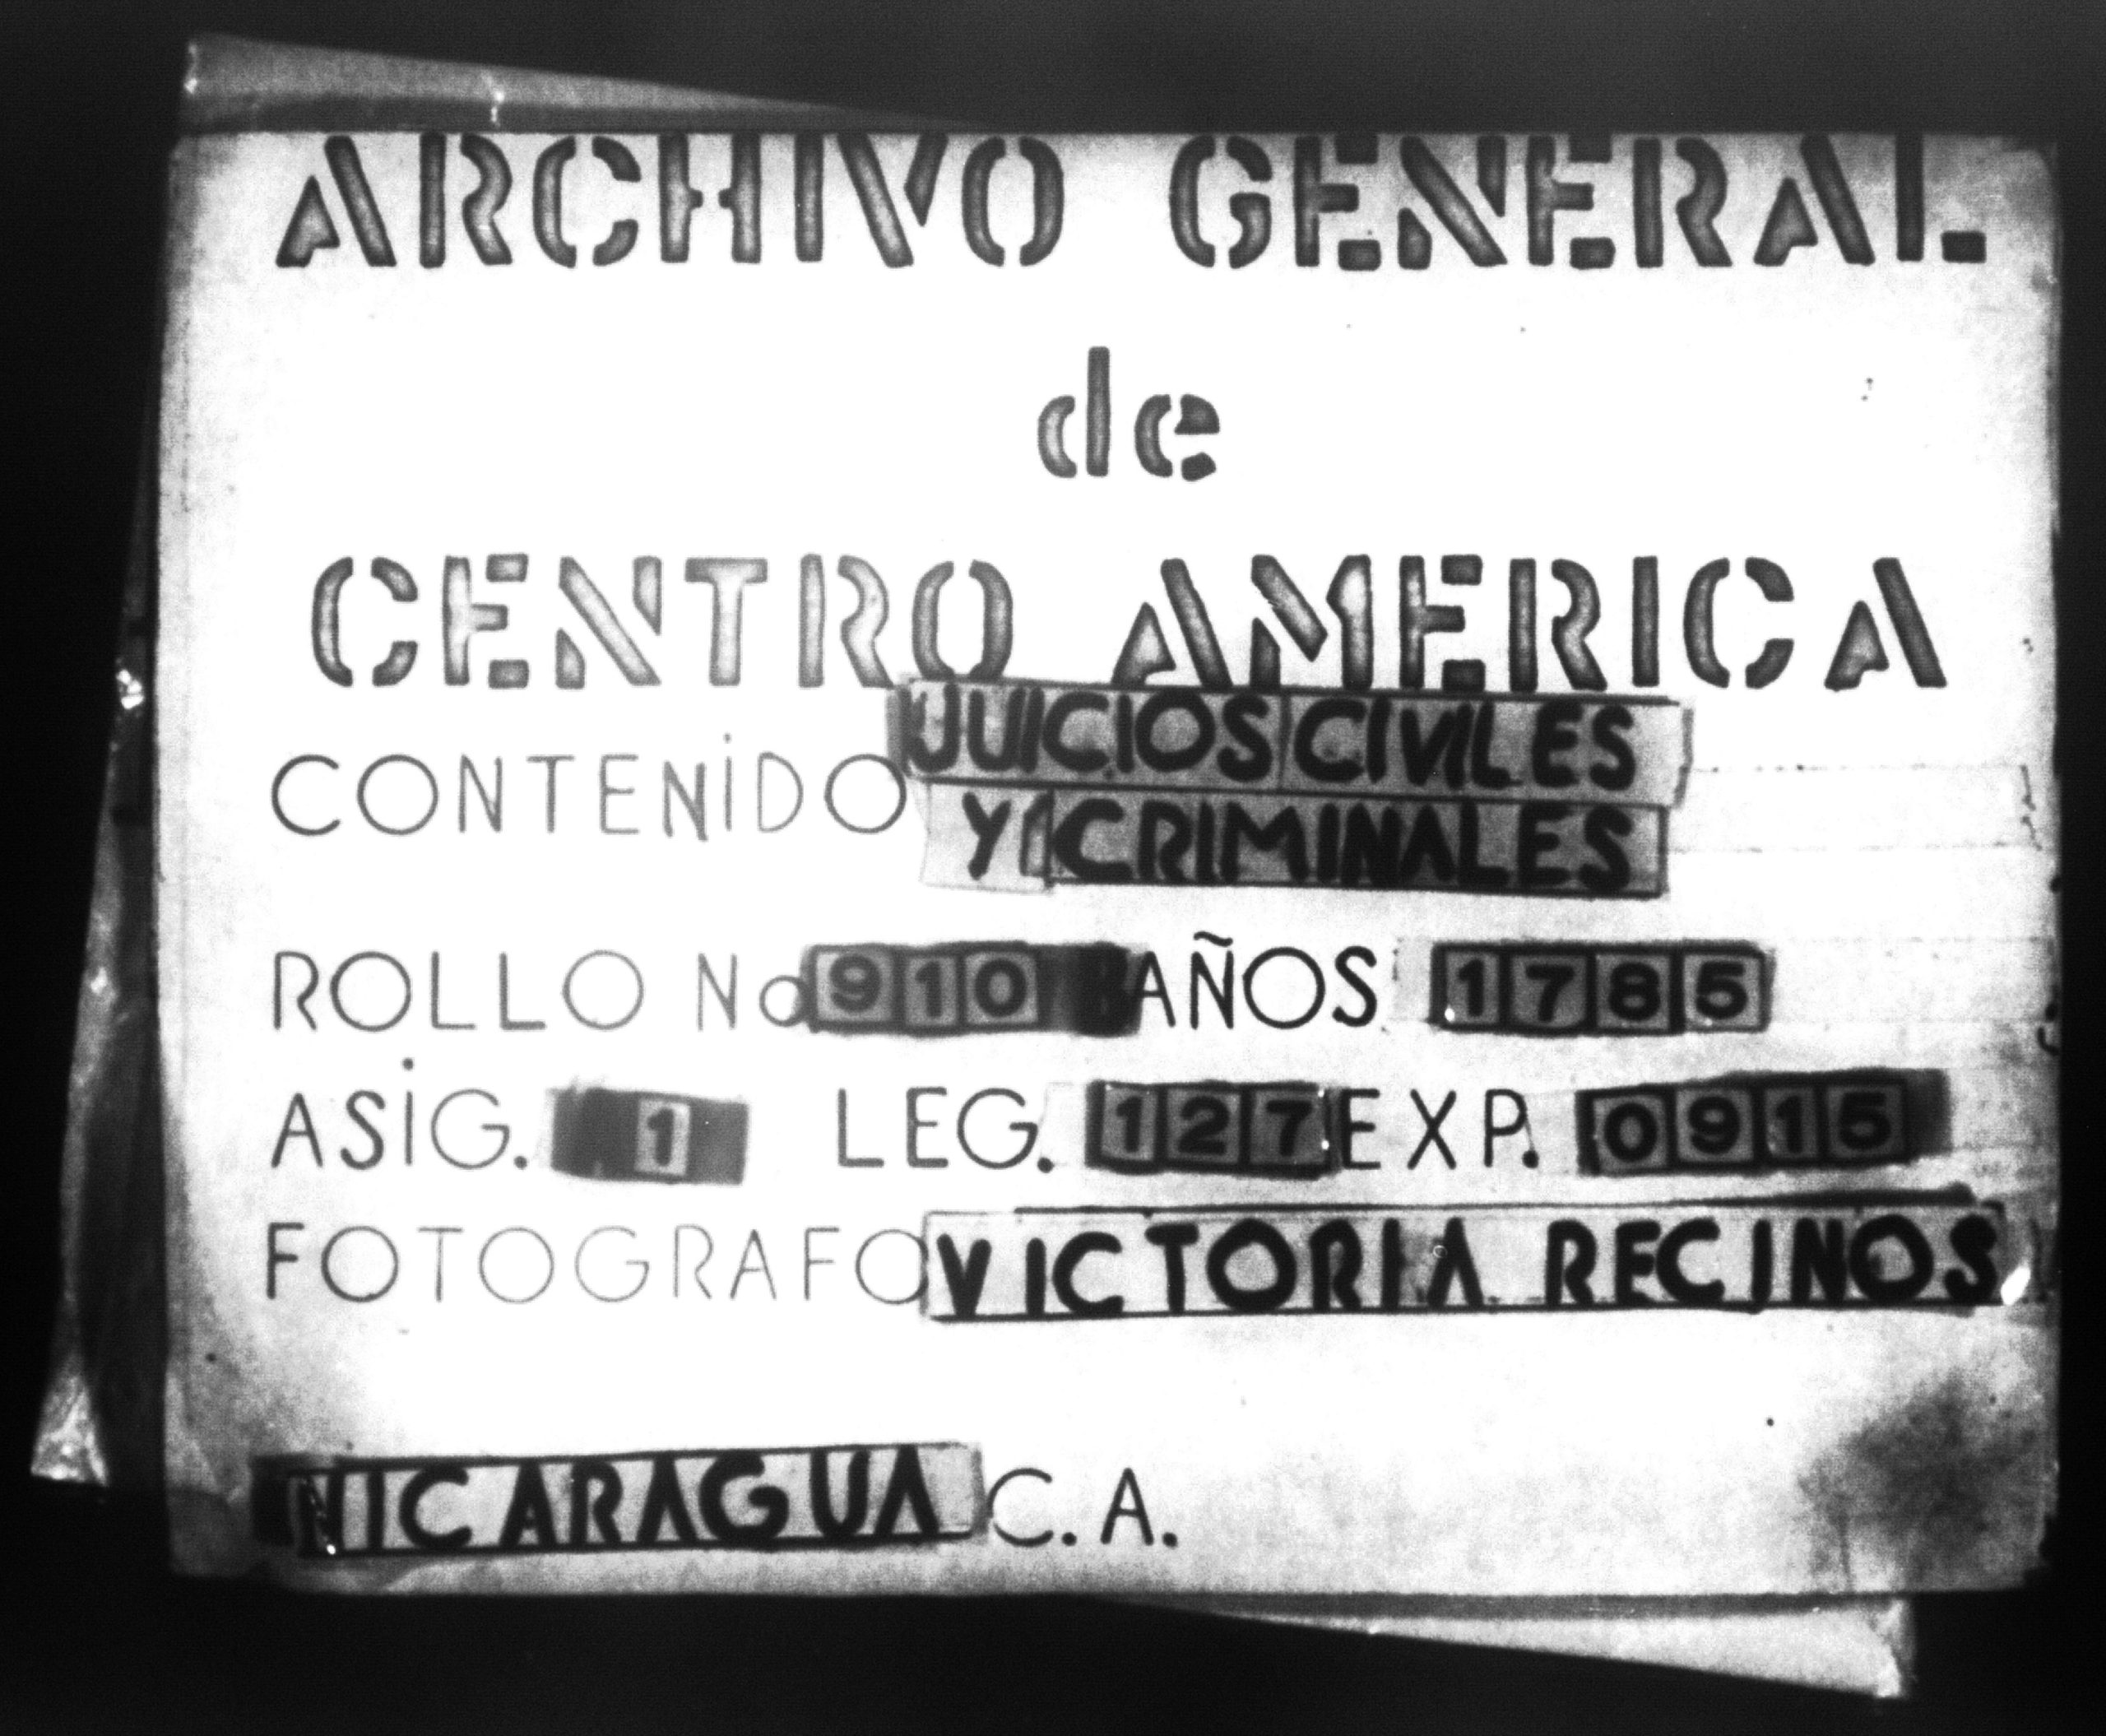 ARCHIVO GENERAL
de
CENTRO AMERICA
CONTENIDO JUICIOS CIVILES
Y CRIMINALES
ROLLO No 910 AÑOS 1785
ASIG. 1 LEG. 127 EXP. 0915
FOTOGRAFO VICTORIA RECINOS
NICARAGUA C.A.